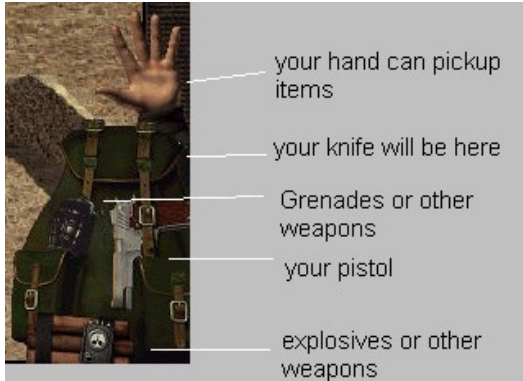 your hand can pickup
items
your knife will be here
Grenades or other
weapons
your pistol
explosives or other
weapons